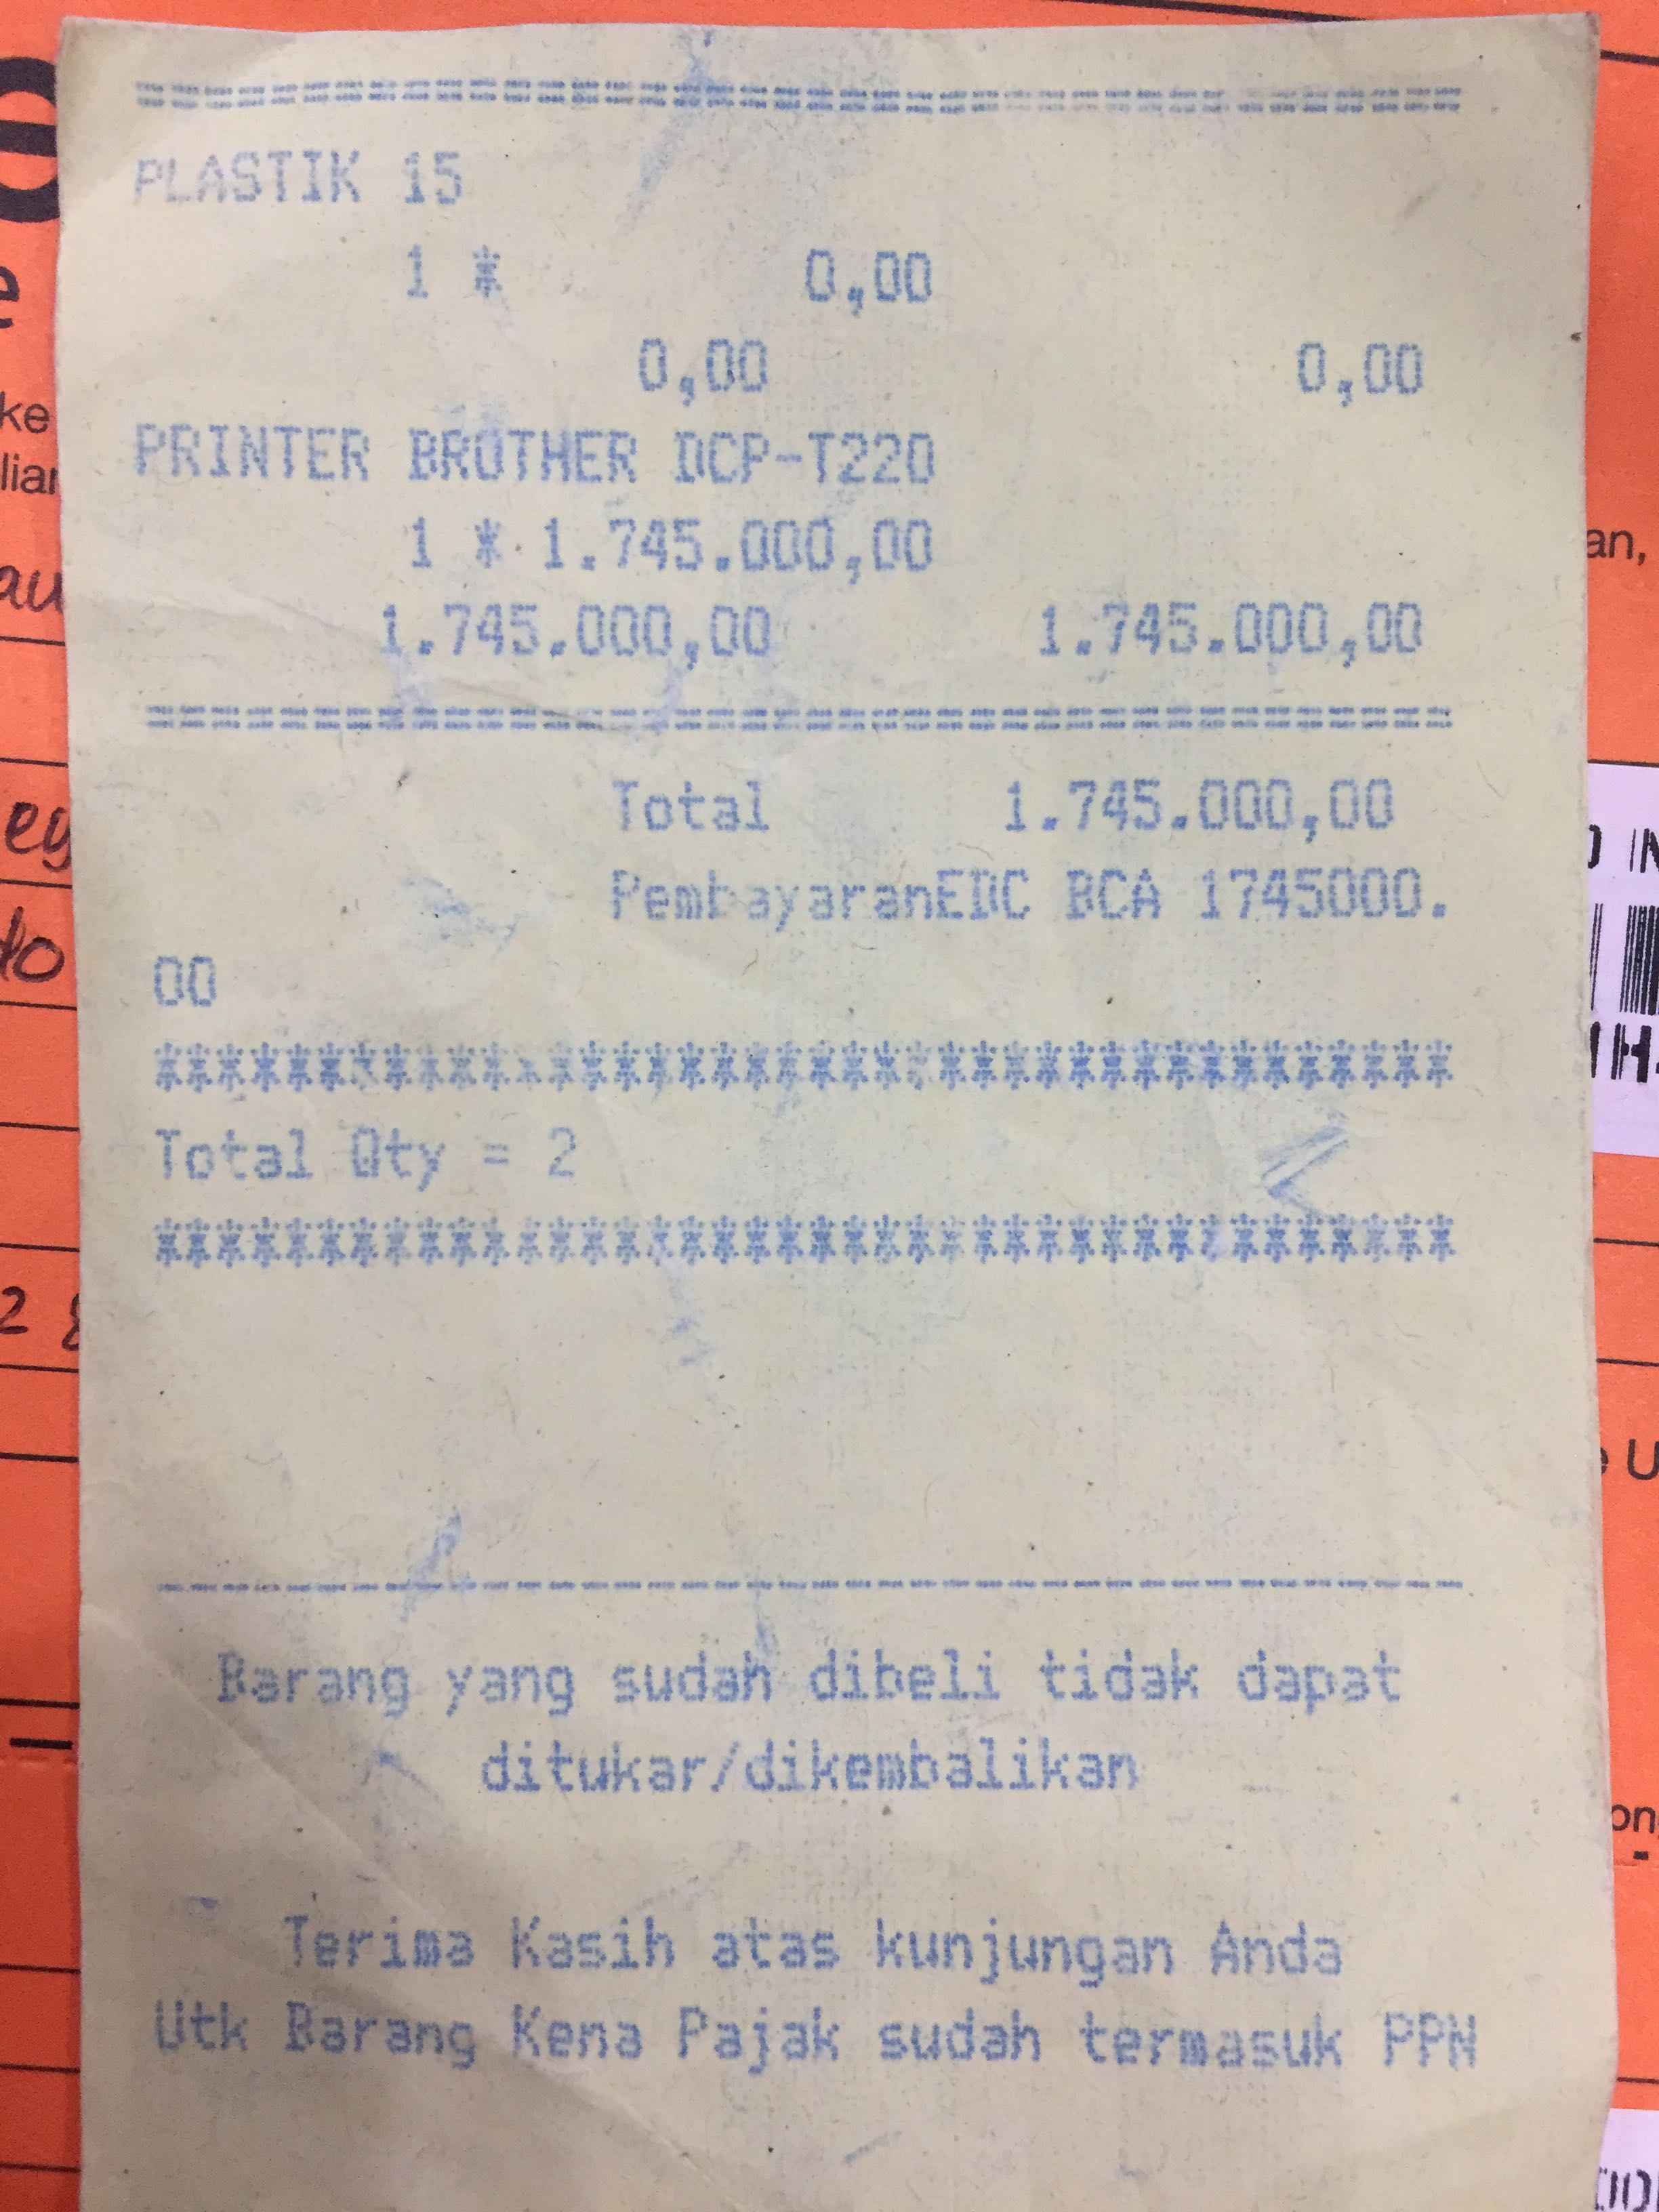 ========================================
PLASTIK 15
1 * 0,00
0,00 0,00
PRINTER BROTHER DCP-T220
1 * 1.745.000,00
1.745.000,00 1.745.000,00
========================================
Total 1.745.000,00
PembayaranEDC BCA 1745000.
00
****************************************
Total Qty = 2
****************************************
----------------------------------------
Barang yang sudah dibeli tidak dapat
ditukar/dikembalikan
Terima Kasih atas kunjungan Anda
Utk Barang Kena Pajak sudah termasuk PPN